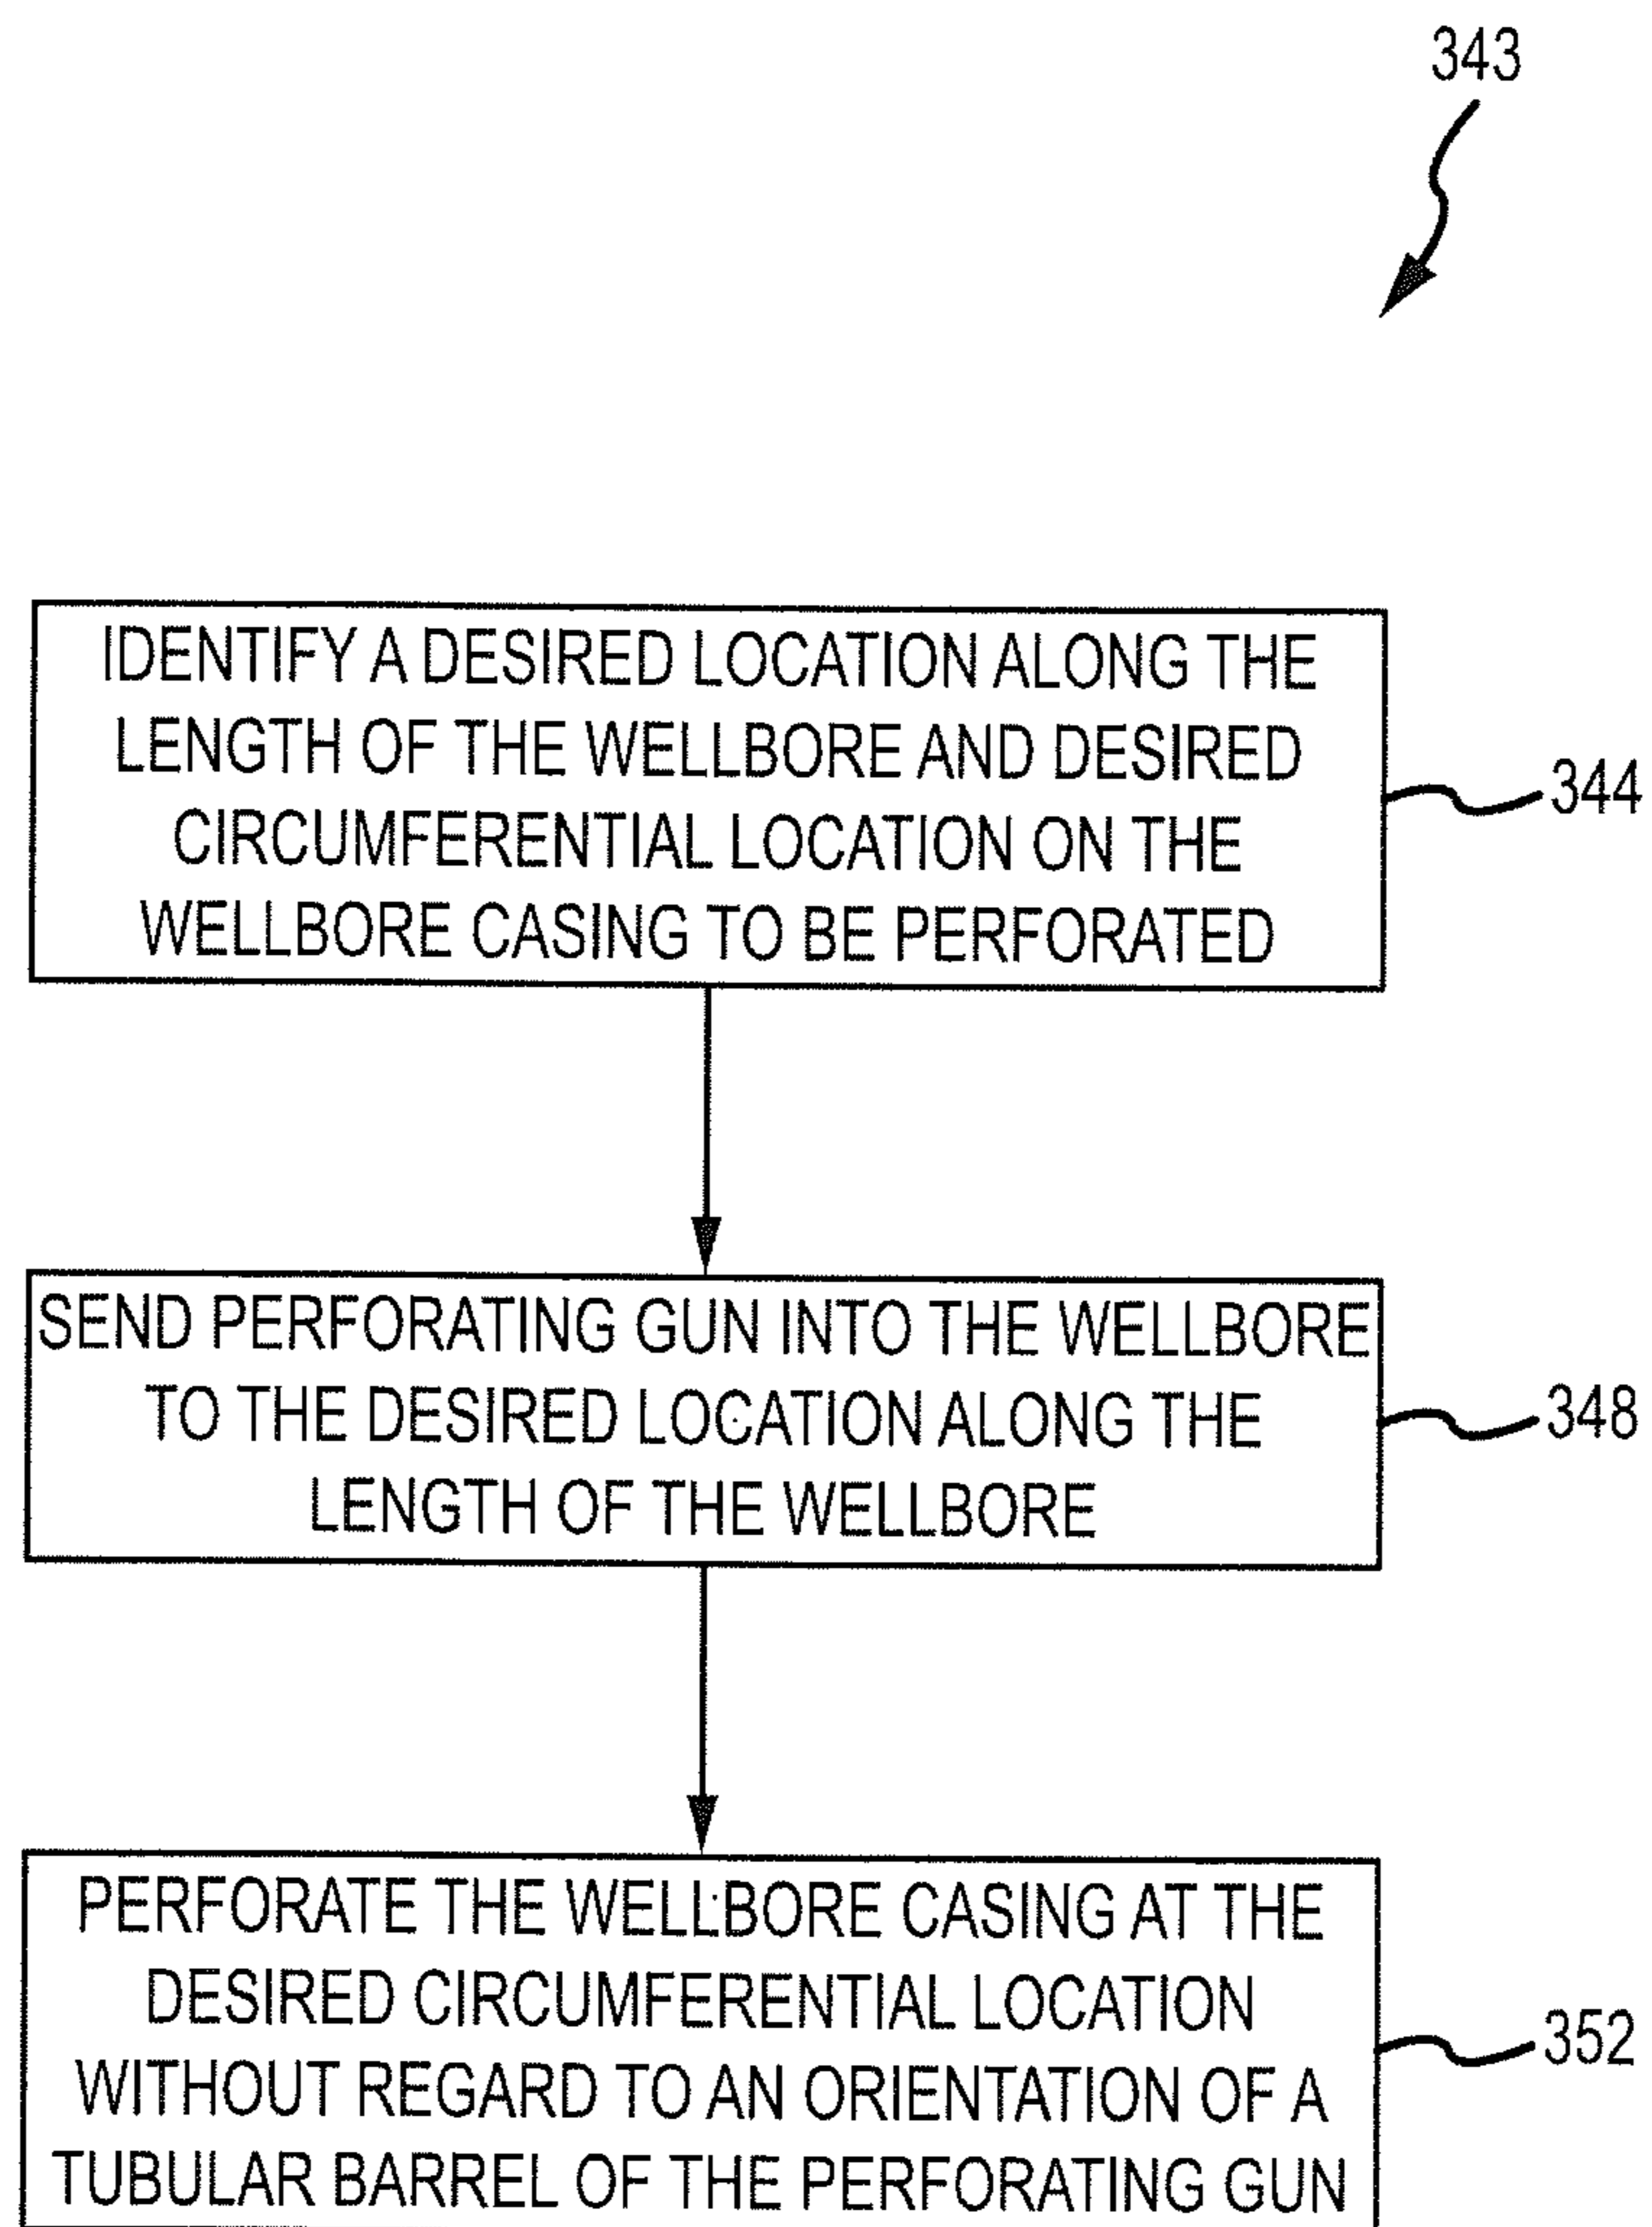 343
IDENTIFY A DESIRED LOCATION ALONG THE
LENGTH OF THE WELLBORE AND DESIRED
CIRCUMFERENTIAL LOCATION ON THE
WELLBORE CASING TO BE PERFORATED
344
SEND PERFORATING GUN INTO THE WELLBORE
TO THE DESIRED LOCATION ALONG THE
LENGTH OF THE WELLBORE
348
PERFORATE THE WELLBORE CASING AT THE
DESIRED CIRCUMFERENTIAL LOCATION
WITHOUT REGARD TO AN ORIENTATION OF A
TUBULAR BARREL OF THE PERFORATING GUN
352